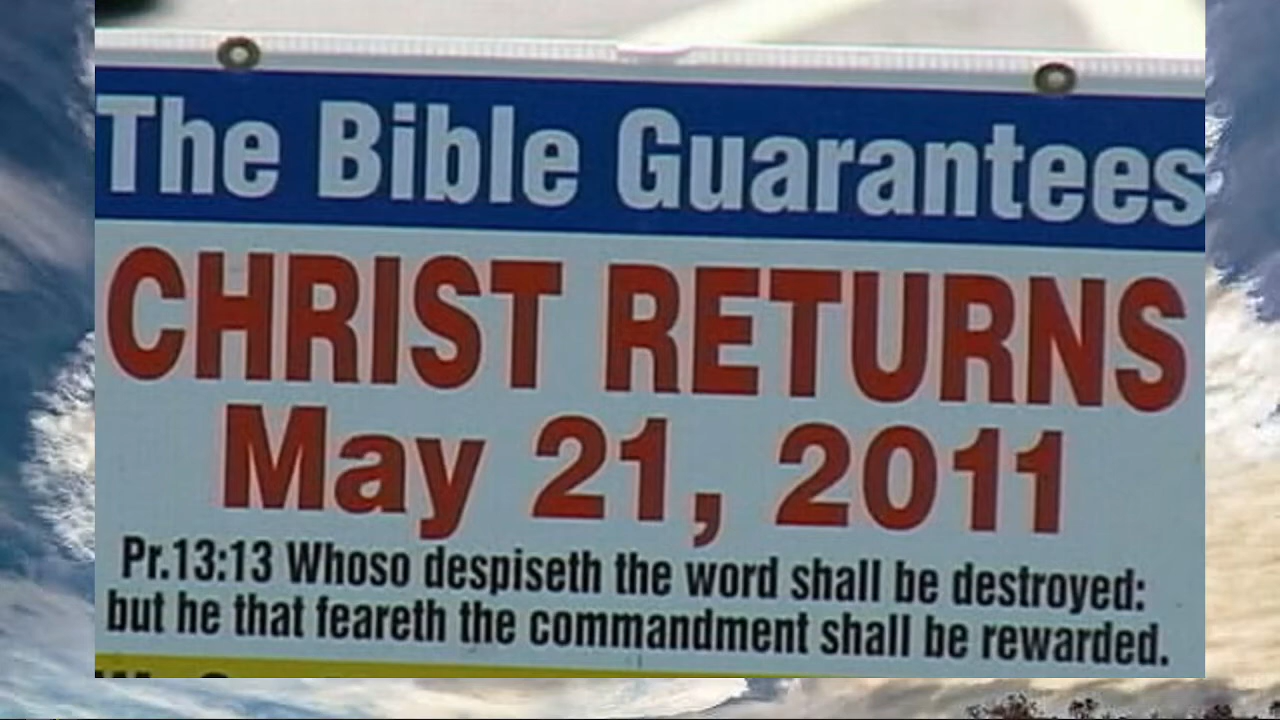 The Bible Guarantees
CHRIST RETURNS
May 21, 2011
Pr.13:13 Whoso despiseth the word shall be destroyed:
but he that feareth the commandment shall be rewarded.